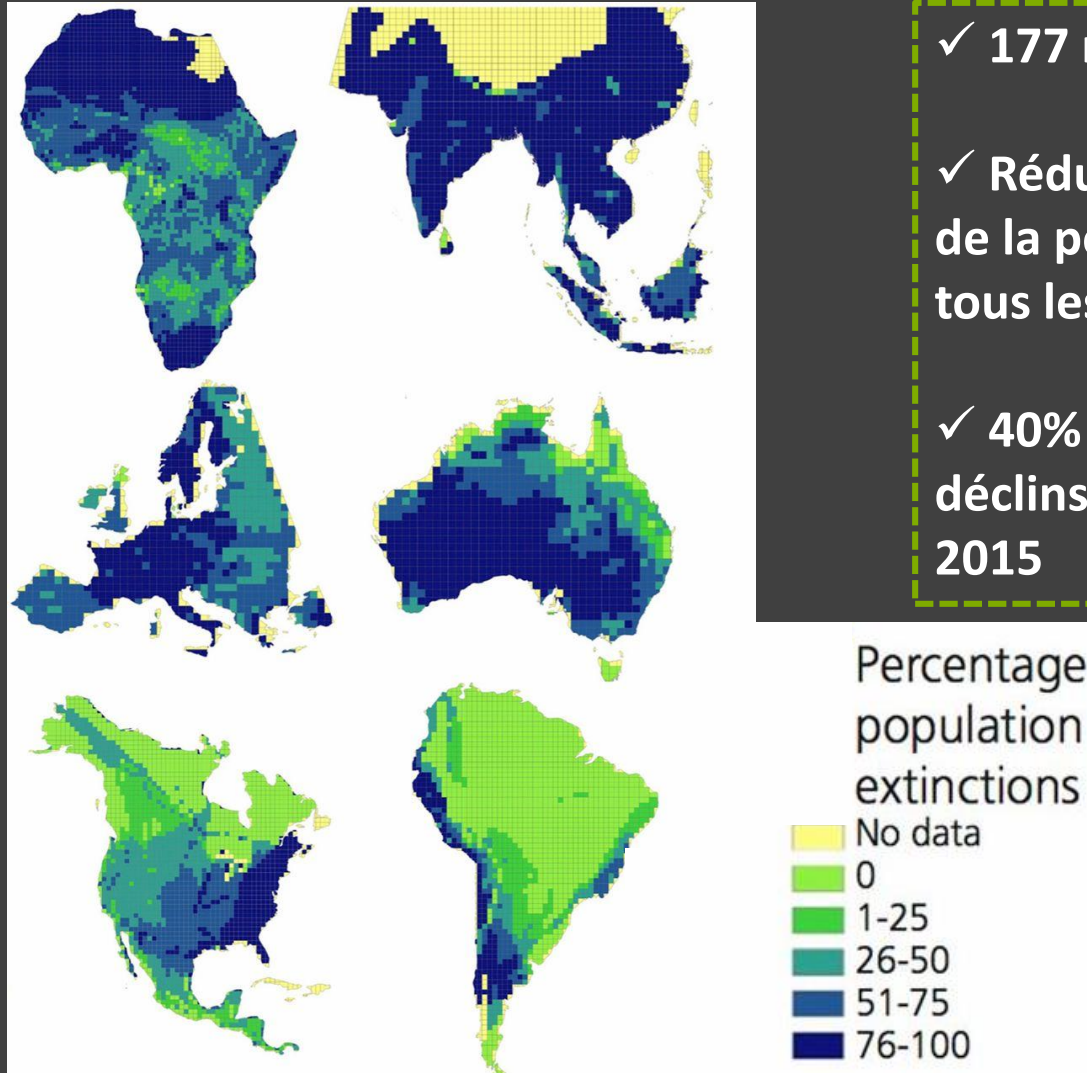 ✓ 177
✓ Rédu
de la
tous les
✓ 40%
déclins
2015
Percentage
population
extinctions
No data
0
1-25
26-50
51-75
76-100